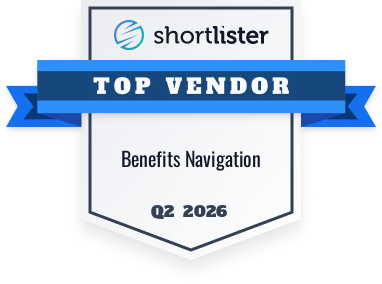 shortlister
TOP VENDOR
Benefits Navigation
Q2 2026